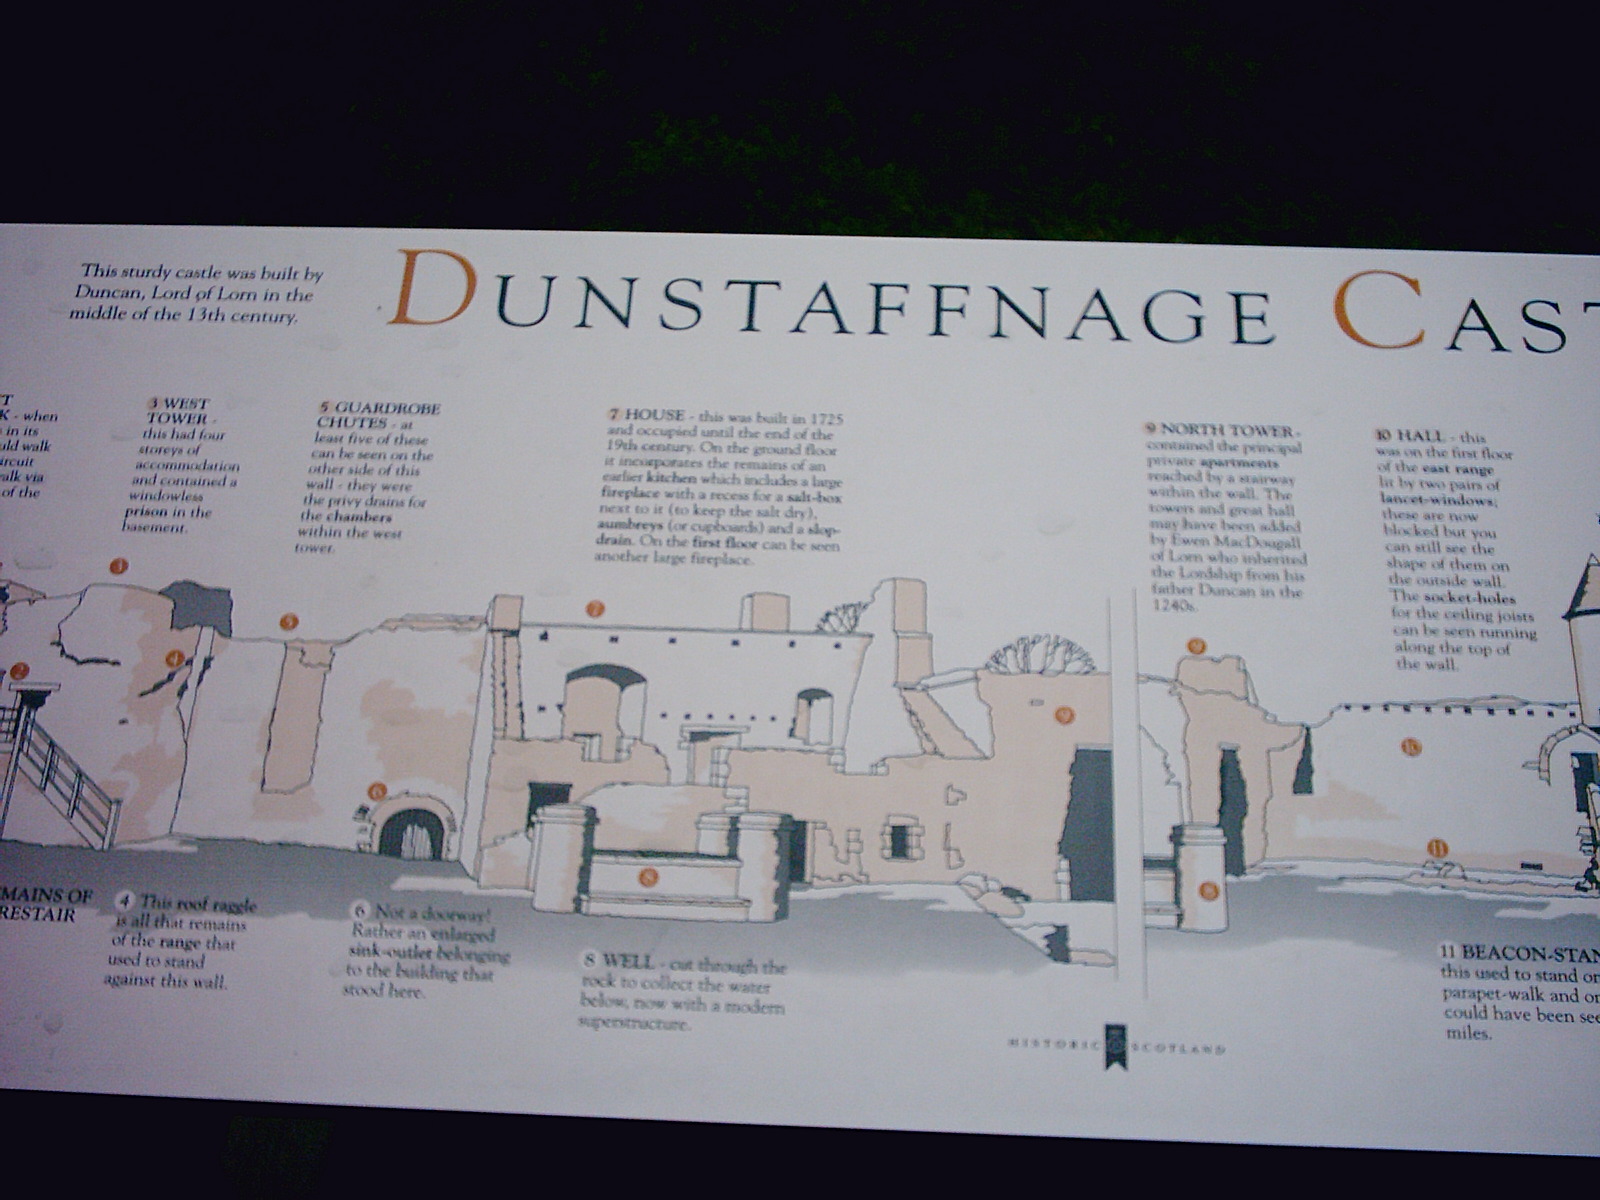 This sturdy castle was built by
Duncan, Lord of Lorn in the
middle of the 13th century.
DUNSTAFFNAGE CAST
T
K - when
in its
uld walk
ircuit
alk via
of the
3 WEST
TOWER -
this had four
storeys of
accommodation
and contained a
windowless
prison in the
basement.
5 GUARDROBE
CHUTES - at
least five of these
can be seen on the
other side of this
wall - they were
the privy drains for
the chambers
within the west
tower.
7 HOUSE - this was built in 1725
and occupied until the end of the
19th century. On the ground floor
it incorporates the remains of an
earlier kitchen which includes a large
fireplace with a recess for a salt-box
next to it (to keep the salt dry),
aumbreys (or cupboards) and a slop-
drain. On the first floor can be seen
another large fireplace.
9 NORTH TOWER-
contained the principal
private apartments
reached by a stairway
within the wall. The
towers and great hall
may have been added
by Ewen MacDougall
of Lorn who inherited
the Lordship from his
father Duncan in the
1240s.
10 HALL - this
was on the first floor
of the east range
lit by two pairs of
lancet-windows;
these are now
blocked but you
can still see the
shape of them on
the outside wall.
The socket-holes
for the ceiling joists
can be seen running
along the top of
the wall.
3
2
4
5
6
7
8
9
9
8
10
11
MAINS OF
RESTAIR
4 This roof raggle
is all that remains
of the range that
used to stand
against this wall.
6 Not a doorway!
Rather an enlarged
sink-outlet belonging
to the building that
stood here.
8 WELL - cut through the
rock to collect the water
below, now with a modern
superstructure.
11 BEACON-STAN
this used to stand on
parapet-walk and
could have been see
miles.
HISTORIC SCOTLAND